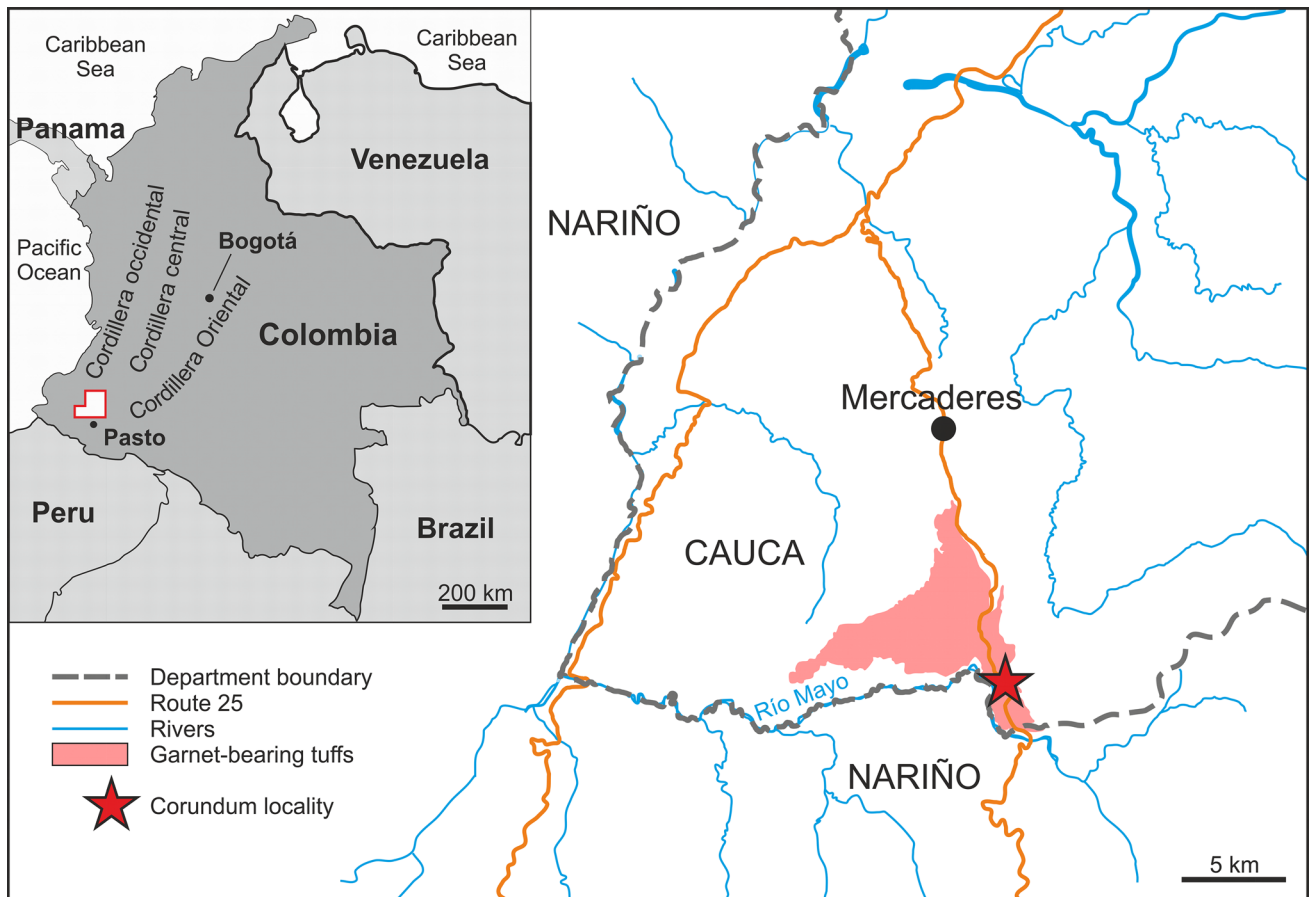 Caribbean
Sea
Caribbean
Sea
Panama
Venezuela
Pacific
Ocean
Cordillera occidental
Cordillera central
Bogotá
Cordillera Oriental
Colombia
Pasto
Peru
Brazil
200 km
NARIÑO
Mercaderes
CAUCA
Río Mayo
NARIÑO
5 km
Department boundary
Route 25
Rivers
Garnet-bearing tuffs
Corundum locality